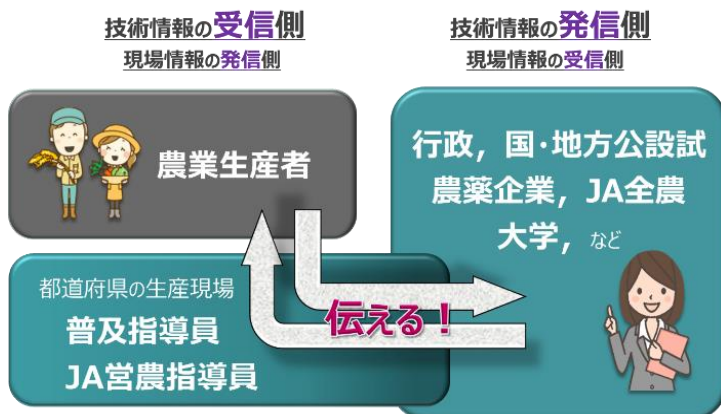 技術情報の受信側
現場情報の発信側
技術情報の発信側
現場情報の受信側
農業生産者
行政，国・地方公設試
農薬企業，JA全農
大学，など
都道府県の生産現場
普及指導員
JA営農指導員
伝える！